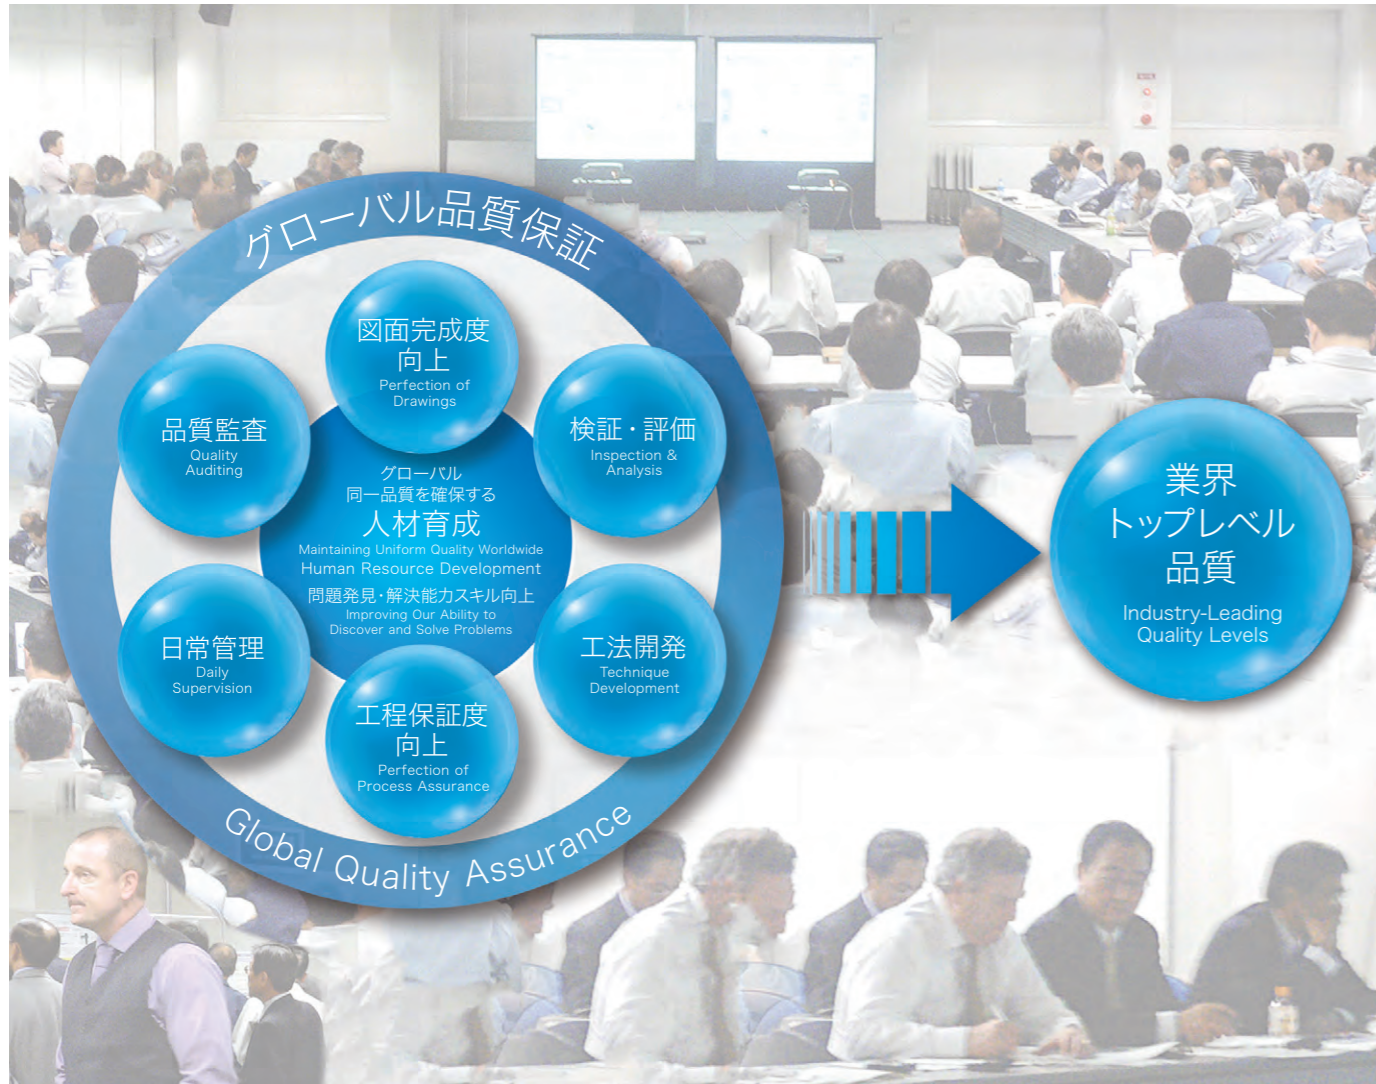 グローバル品質保証
図面完成度
向上
Perfection of
Drawings
品質監査
Quality
Auditing
検証・評価
Inspection &
Analysis
グローバル
同一品質を確保する
人材育成
Maintaining Uniform Quality Worldwide
Human Resource Development
問題発見・解決能力スキル向上
Improving Our Ability to
Discover and Solve Problems
日常管理
Daily
Supervision
工法開発
Technique
Development
工程保証度
向上
Perfection of
Process Assurance
Global Quality Assurance
業界
トップレベル
品質
Industry-Leading
Quality Levels